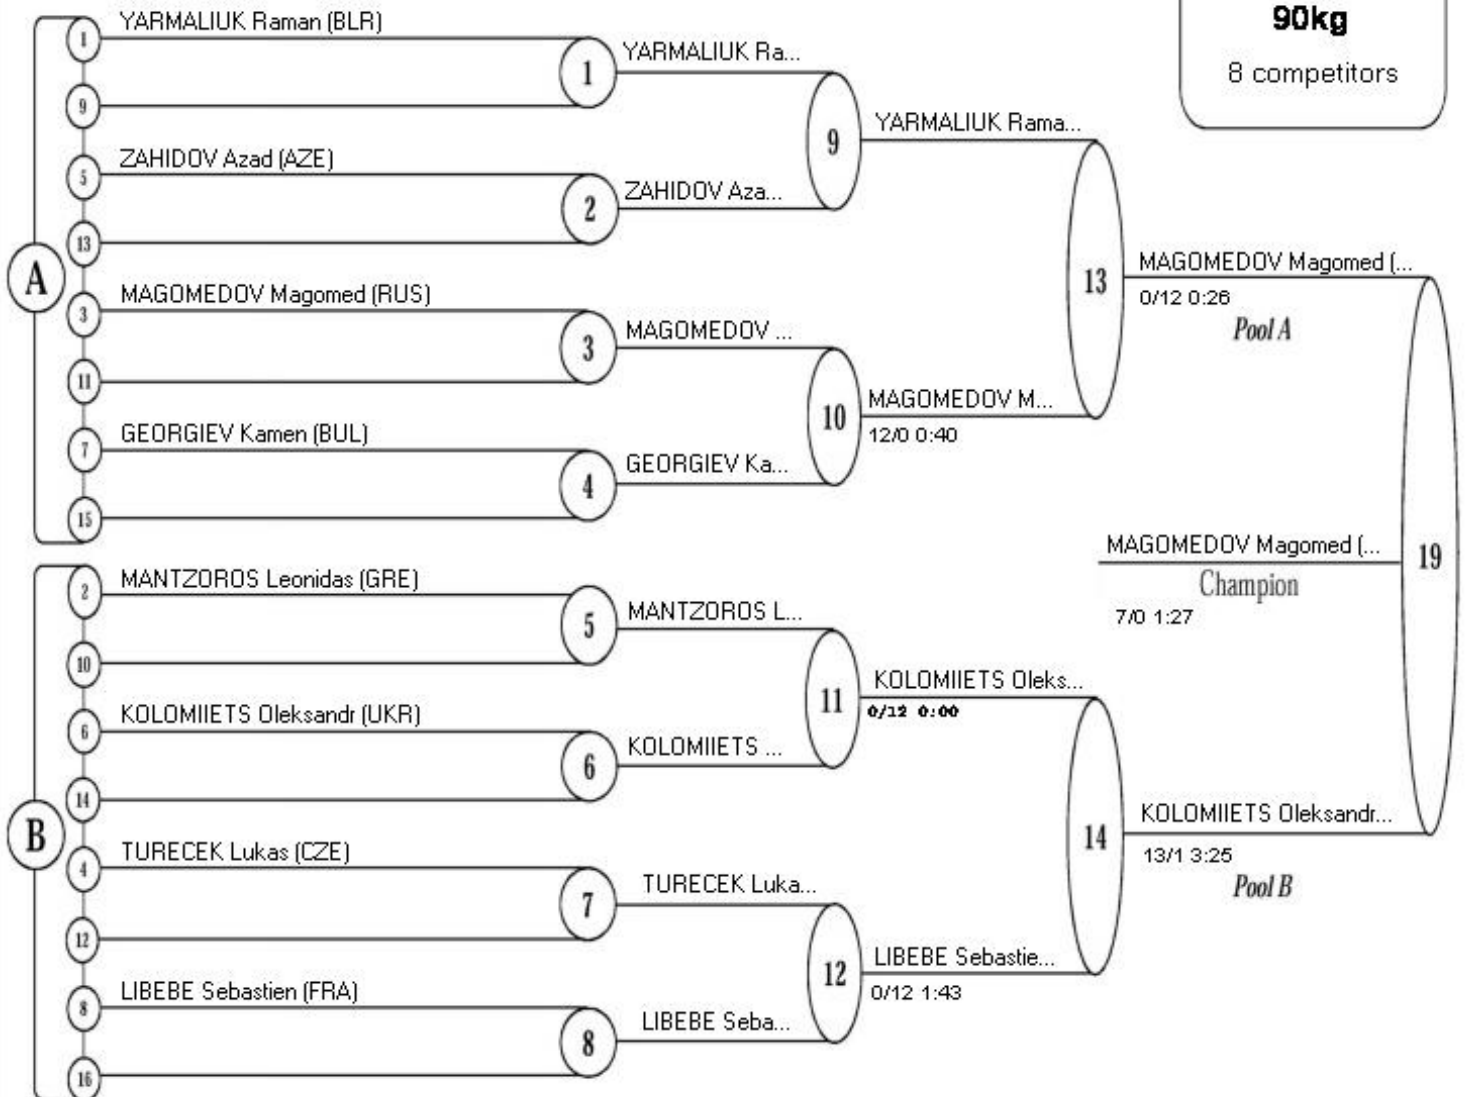 90kg
8 competitors
A
1
YARMALIUK Raman (BLR)
9
5
ZAHIDOV Azad (AZE)
13
3
MAGOMEDOV Magomed (RUS)
11
7
GEORGIEV Kamen (BUL)
15
1
YARMALIUK Ra...
2
ZAHIDOV Aza...
3
MAGOMEDOV ...
4
GEORGIEV Ka...
9
YARMALIUK Rama...
10
MAGOMEDOV M...
12/0 0:40
13
MAGOMEDOV Magomed (...
0/12 0:26
Pool A
B
2
MANTZOROS Leonidas (GRE)
10
6
KOLOMIIETS Oleksandr (UKR)
14
4
TURECEK Lukas (CZE)
12
8
LIBEBE Sebastien (FRA)
16
5
MANTZOROS L...
6
KOLOMIIETS ...
7
TURECEK Luka...
8
LIBEBE Seba...
11
KOLOMIIETS Oleks...
0/12 0:00
12
LIBEBE Sebastie...
0/12 1:43
14
KOLOMIIETS Oleksandr...
13/1 3:25
Pool B
19
MAGOMEDOV Magomed (...
Champion
7/0 1:27